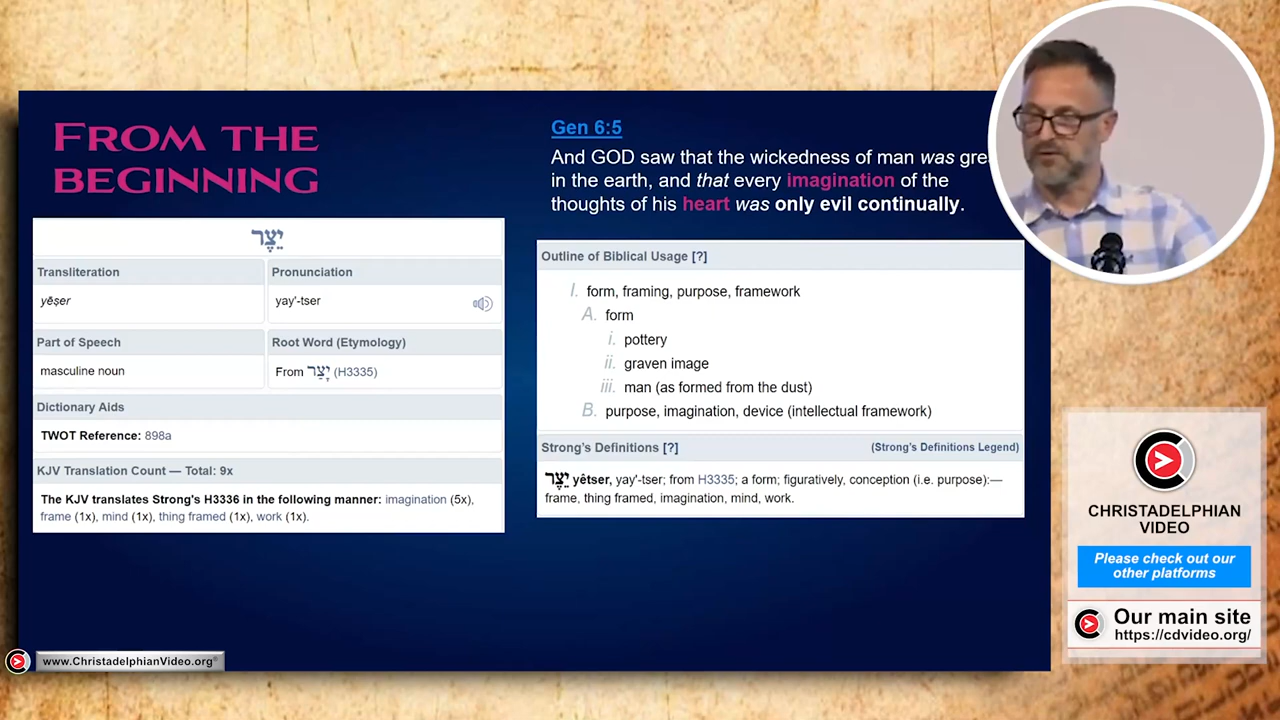 FROM THE
BEGINNING
יֵצֶר
Transliteration
yēṣer
Pronunciation
yay'-tser
Part of Speech
masculine noun
Root Word (Etymology)
From יָצַר (H3335)
Dictionary Aids
TWOT Reference: 898a
KJV Translation Count — Total: 9x
The KJV translates Strong's H3336 in the following manner: imagination (5x),
frame (1x), mind (1x), thing framed (1x), work (1x).
Gen 6:5
And GOD saw that the wickedness of man was
in the earth, and that every imagination of the
thoughts of his heart was only evil continually.
Outline of Biblical Usage [?]
I. form, framing, purpose, framework
A. form
i. pottery
ii. graven image
iii. man (as formed from the dust)
B. purpose, imagination, device (intellectual framework)
Strong's Definitions [?] (Strong's Definitions Legend)
יֵצֶר yêtser, yay'-tser; from H3335; a form; figuratively, conception (i.e. purpose):—
frame, thing framed, imagination, mind, work.
CHRISTADELPHIAN
VIDEO
Please check out our
other platforms
Our main site
https://cdvideo.org/
www.ChristadelphianVideo.org®